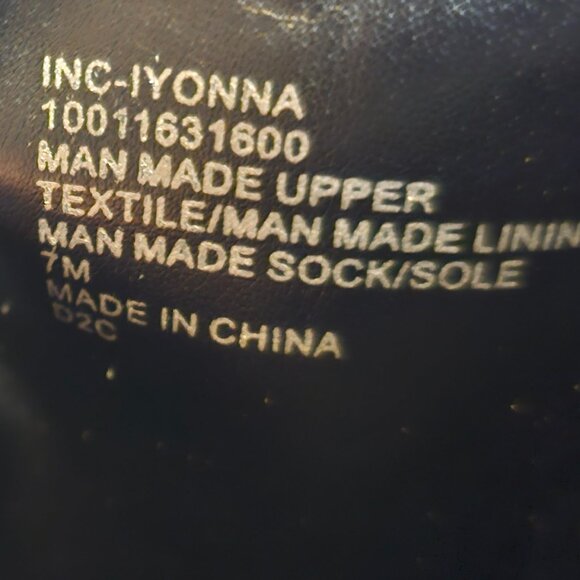 INC-IYONNA
10011631600
MAN MADE UPPER
TEXTILE/MAN MADE LININ
MAN MADE SOCK/SOLE
7M
MADE IN CHINA
D2C